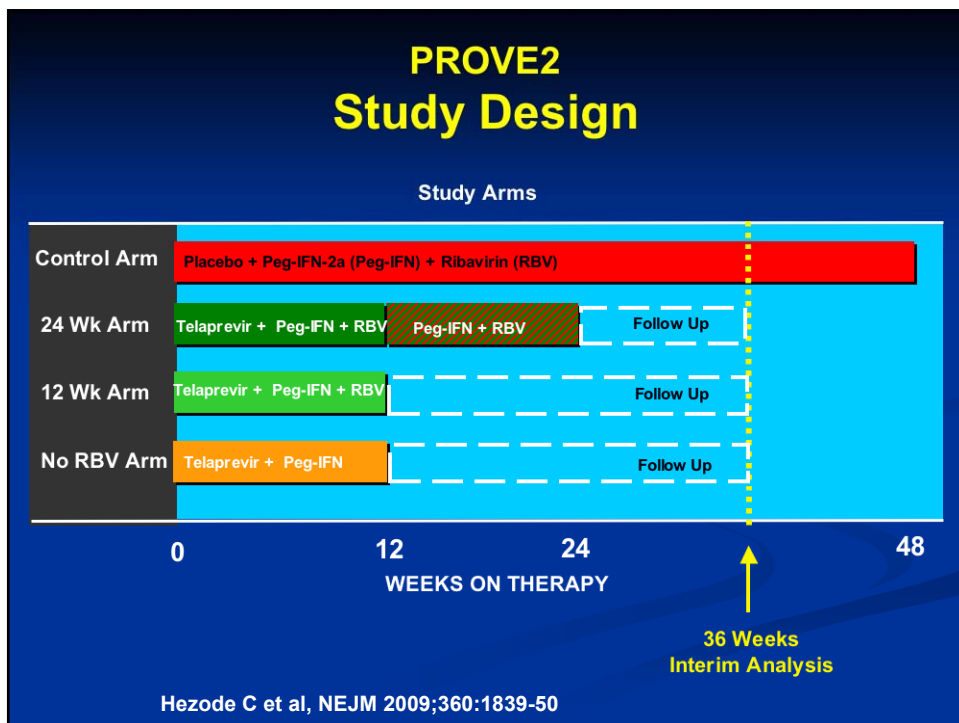 PROVE2
Study Design
Study Arms
Control Arm
Placebo + Peg-IFN-2a (Peg-IFN) + Ribavirin (RBV)
24 Wk Arm
Telaprevir + Peg-IFN + RBV
Peg-IFN + RBV
Follow Up
12 Wk Arm
Telaprevir + Peg-IFN + RBV
Follow Up
No RBV Arm
Telaprevir + Peg-IFN
Follow Up
0 12 24 48
WEEKS ON THERAPY
36 Weeks
Interim Analysis
Hezode C et al, NEJM 2009;360:1839-50